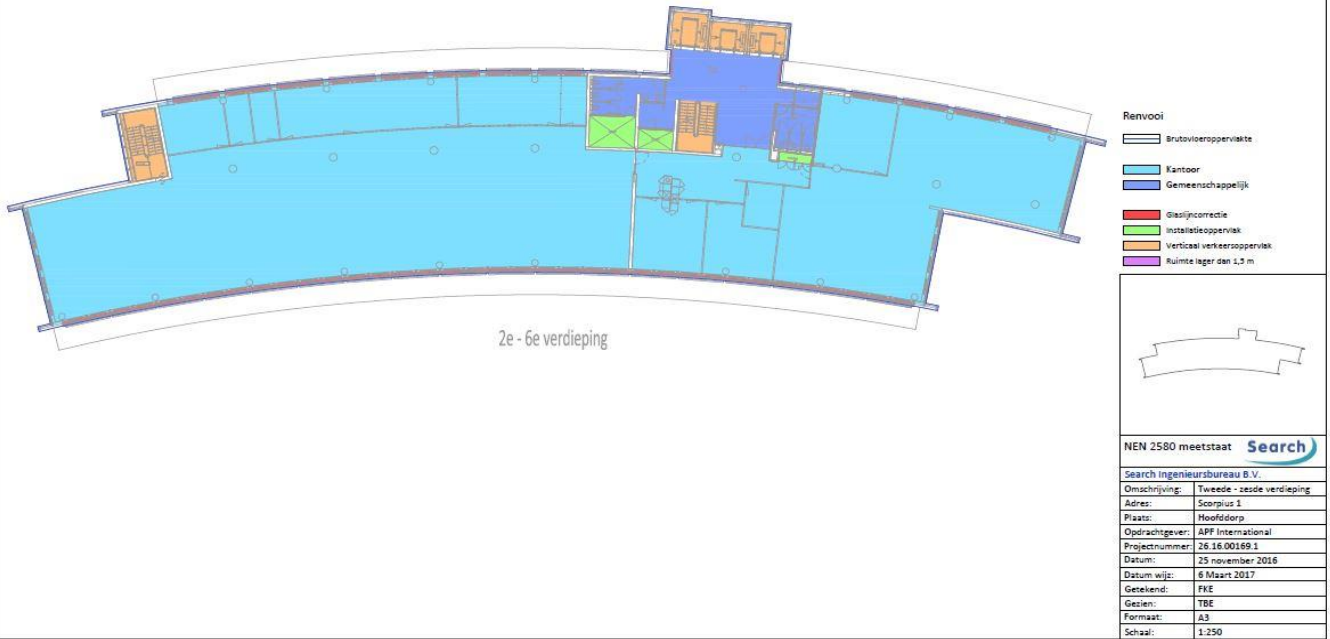 2e - 6e verdieping
Renvooi
Brutovloeroppervlakte
Kantoor
Gemeenschappelijk
Glaslijncorrectie
Installatieoppervlak
Verticaal verkeersoppervlak
Ruimte lager dan 1,5 m
NEN 2580 meetstaat Search
Search Ingenieursbureau B.V.
Omschrijving: Tweede - zesde verdieping
Adres: Scorpius 1
Plaats: Hoofddorp
Opdrachtgever: APF International
Projectnummer: 26.16.00169.1
Datum: 25 november 2016
Datum wijz: 6 Maart 2017
Getekend: FKE
Gezien: TBE
Formaat: A3
Schaal: 1:250